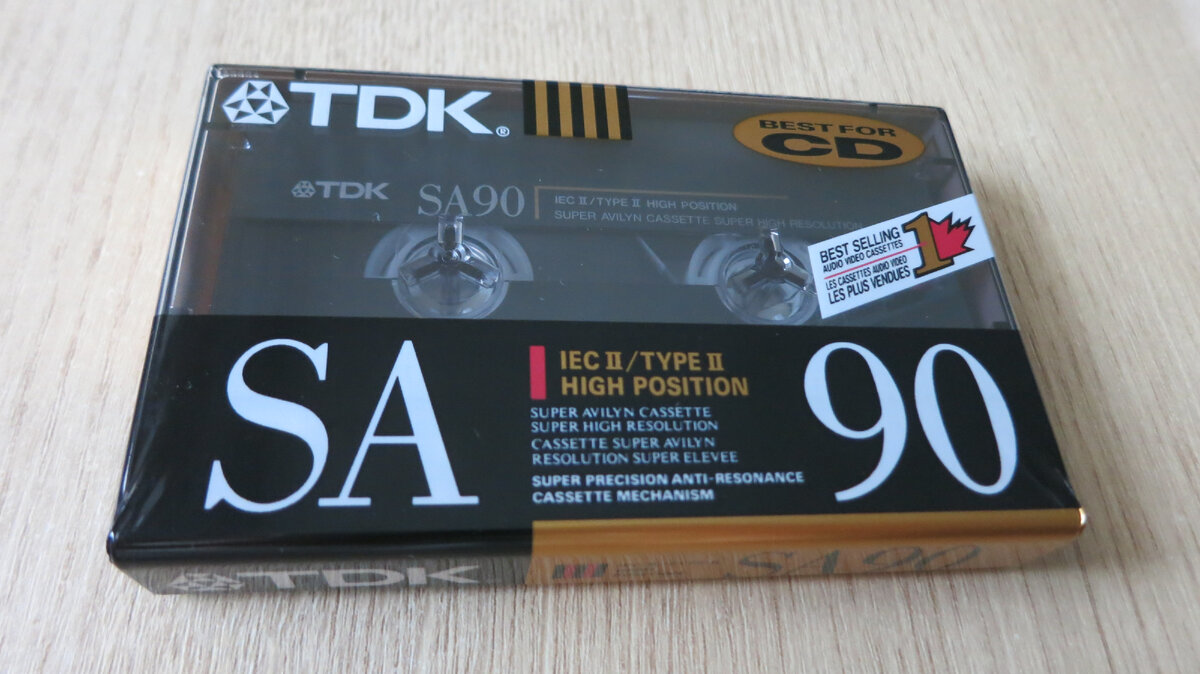 TDK®
BEST FOR
CD
TDK SA90 IEC II/TYPE II HIGH POSITION
SUPER AVILYN CASSETTE SUPER HIGH RESOLUTION
BEST SELLING
AUDIO VIDEO CASSETTES
1
LES CASSETTES AUDIO VIDEO
LES PLUS VENDUES
SA
IEC II/TYPE II
HIGH POSITION
SUPER AVILYN CASSETTE
SUPER HIGH RESOLUTION
CASSETTE SUPER AVILYN
RESOLUTION SUPER ELEVEE
SUPER PRECISION ANTI-RESONANCE
CASSETTE MECHANISM
90
TDK
SA90